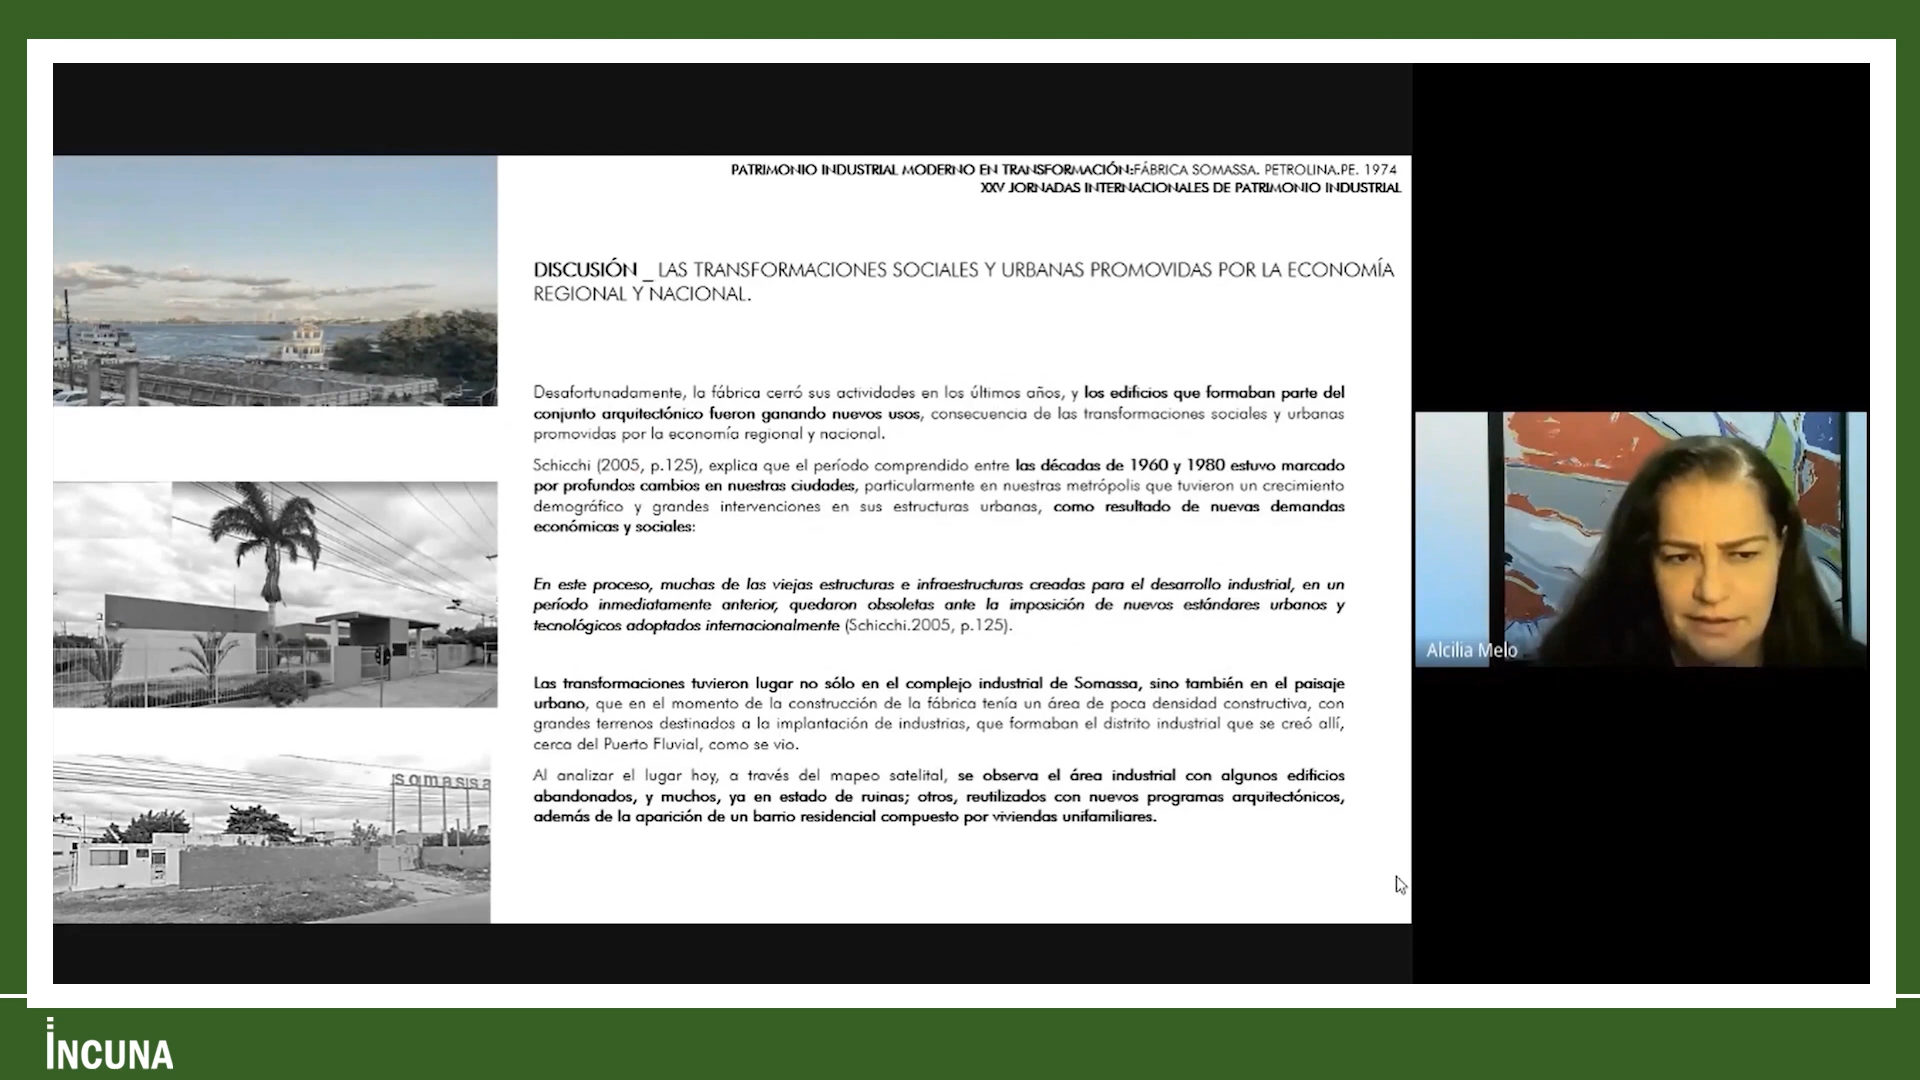 PATRIMONIO INDUSTRIAL MODERNO EN TRANSFORMACIÓN:FÁBRICA SOMASSA. PETROLINA.PE. 1974
XXV JORNADAS INTERNACIONALES DE PATRIMONIO INDUSTRIAL
DISCUSIÓN _ LAS TRANSFORMACIONES SOCIALES Y URBANAS PROMOVIDAS POR LA ECONOMÍA
REGIONAL Y NACIONAL.
Desafortunadamente, la fábrica cerró sus actividades en los últimos años, y los edificios que formaban parte del
conjunto arquitectónico fueron ganando nuevos usos, consecuencia de las transformaciones sociales y urbanas
promovidas por la economía regional y nacional.
Schicchi (2005, p.125), explica que el período comprendido entre las décadas de 1960 y 1980 estuvo marcado
por profundos cambios en nuestras ciudades, particularmente en nuestras metrópolis que tuvieron un crecimiento
demográfico y grandes intervenciones en sus estructuras urbanas, como resultado de nuevas demandas
económicas y sociales:
En este proceso, muchas de las viejas estructuras e infraestructuras creadas para el desarrollo industrial, en un
período inmediatamente anterior, quedaron obsoletas ante la imposición de nuevos estándares urbanos y
tecnológicos adoptados internacionalmente (Schicchi.2005, p.125).
Las transformaciones tuvieron lugar no sólo en el complejo industrial de Somassa, sino también en el paisaje
urbano, que en el momento de la construcción de la fábrica tenía un área de poca densidad constructiva, con
grandes terrenos destinados a la implantación de industrias, que formaban el distrito industrial que se creó allí,
cerca del Puerto Fluvial, como se vio.
Al analizar el lugar hoy, a través del mapeo satelital, se observa el área industrial con algunos edificios
abandonados, y muchos, ya en estado de ruinas; otros, reutilizados con nuevos programas arquitectónicos,
además de la aparición de un barrio residencial compuesto por viviendas unifamiliares.
somassa
Alcilia Melo
INCUNA